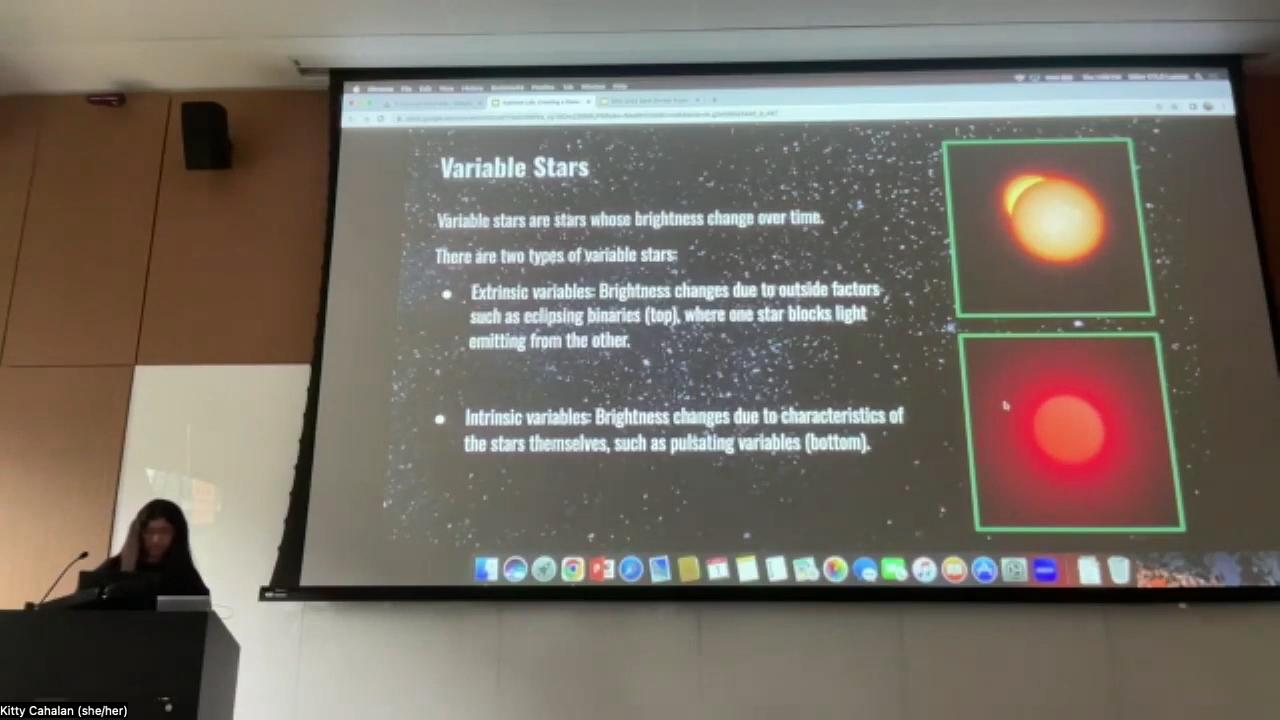 Variable Stars
Variable stars are stars whose brightness change over time.
There are two types of variable stars:
Extrinsic variables: Brightness changes due to outside factors
such as eclipsing binaries (top), where one star blocks light
emitting from the other.
Intrinsic variables: Brightness changes due to characteristics of
the stars themselves, such as pulsating variables (bottom).
Kitty Cahalan (she/her)